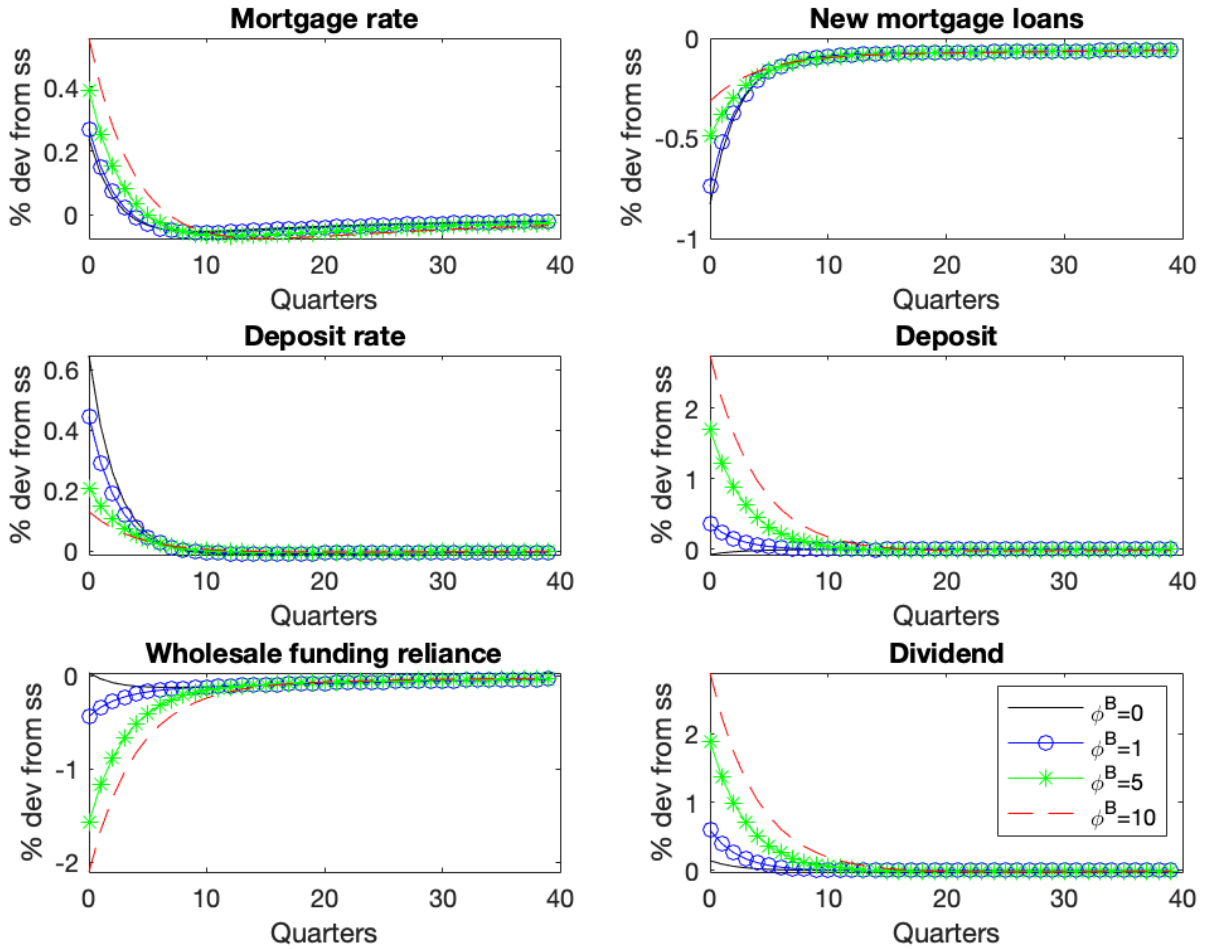 Mortgage rate
% dev from ss
0.4
0.2
0
0 10 20 30 40
Quarters
New mortgage loans
% dev from ss
0
-0.5
-1
0 10 20 30 40
Quarters
Deposit rate
% dev from ss
0.6
0.4
0.2
0
0 10 20 30 40
Quarters
Deposit
% dev from ss
2
1
0
0 10 20 30 40
Quarters
Wholesale funding reliance
% dev from ss
0
-1
-2
0 10 20 30 40
Quarters
Dividend
% dev from ss
2
1
0
0 10 20 30 40
Quarters
ϕᴮ=0
ϕᴮ=1
ϕᴮ=5
ϕᴮ=10